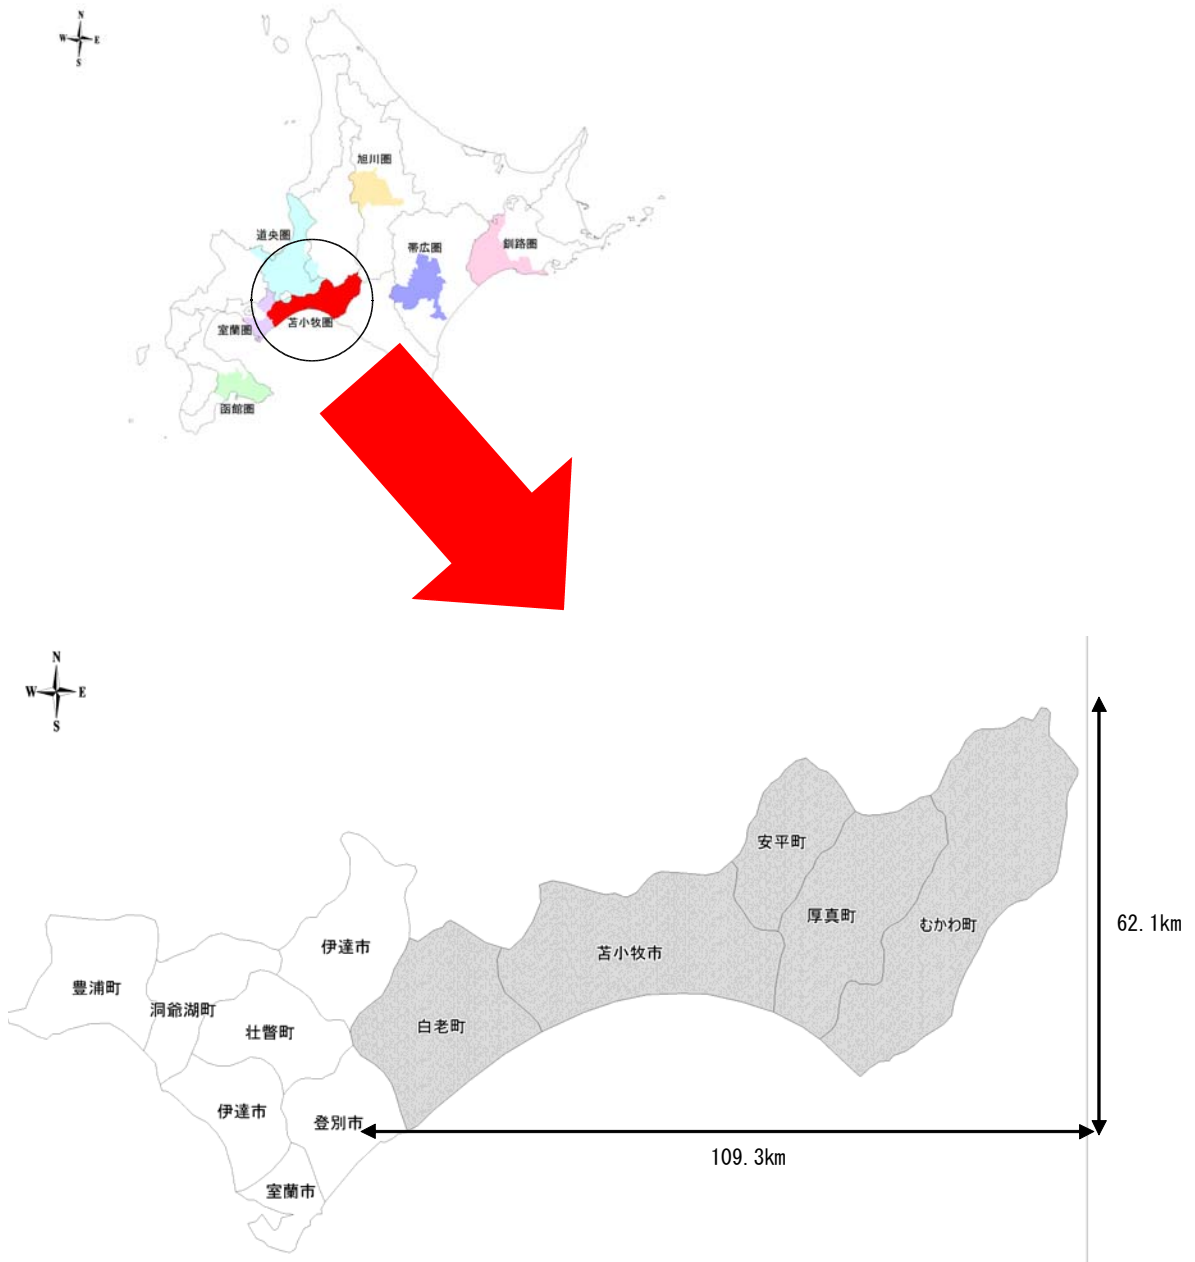 N
W E
S
旭川圏
道央圏
帯広圏
釧路圏
室蘭圏
苫小牧圏
函館圏
N
W E
S
安平町
厚真町
むかわ町
62.1km
伊達市
苫小牧市
豊浦町
洞爺湖町
壮瞥町
白老町
伊達市
登別市
109.3km
室蘭市